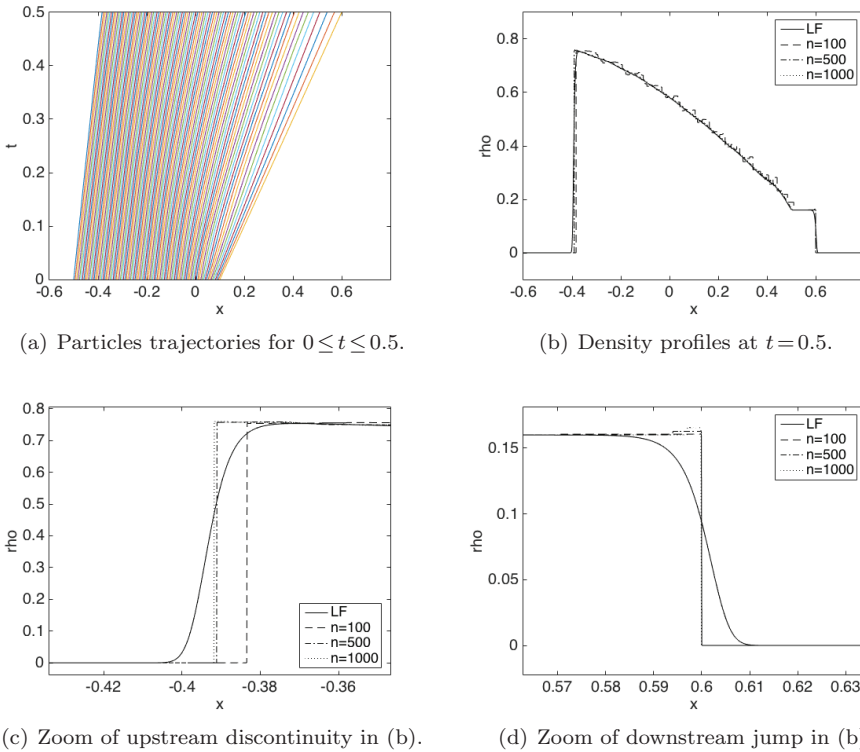 0.5
0.4
0.3
0.2
0.1
0
t
-0.6 -0.4 -0.2 0 0.2 0.4 0.6
x
(a) Particles trajectories for 0≤t≤0.5.
0.8
0.6
0.4
0.2
0
rho
-0.6 -0.4 -0.2 0 0.2 0.4 0.6
x
LF
n=100
n=500
n=1000
(b) Density profiles at t=0.5.
0.8
0.7
0.6
0.5
0.4
0.3
0.2
0.1
0
rho
-0.42 -0.4 -0.38 -0.36
x
LF
n=100
n=500
n=1000
(c) Zoom of upstream discontinuity in (b).
0.15
0.1
0.05
0
rho
0.57 0.58 0.59 0.6 0.61 0.62 0.63
x
LF
n=100
n=500
n=1000
(d) Zoom of downstream jump in (b